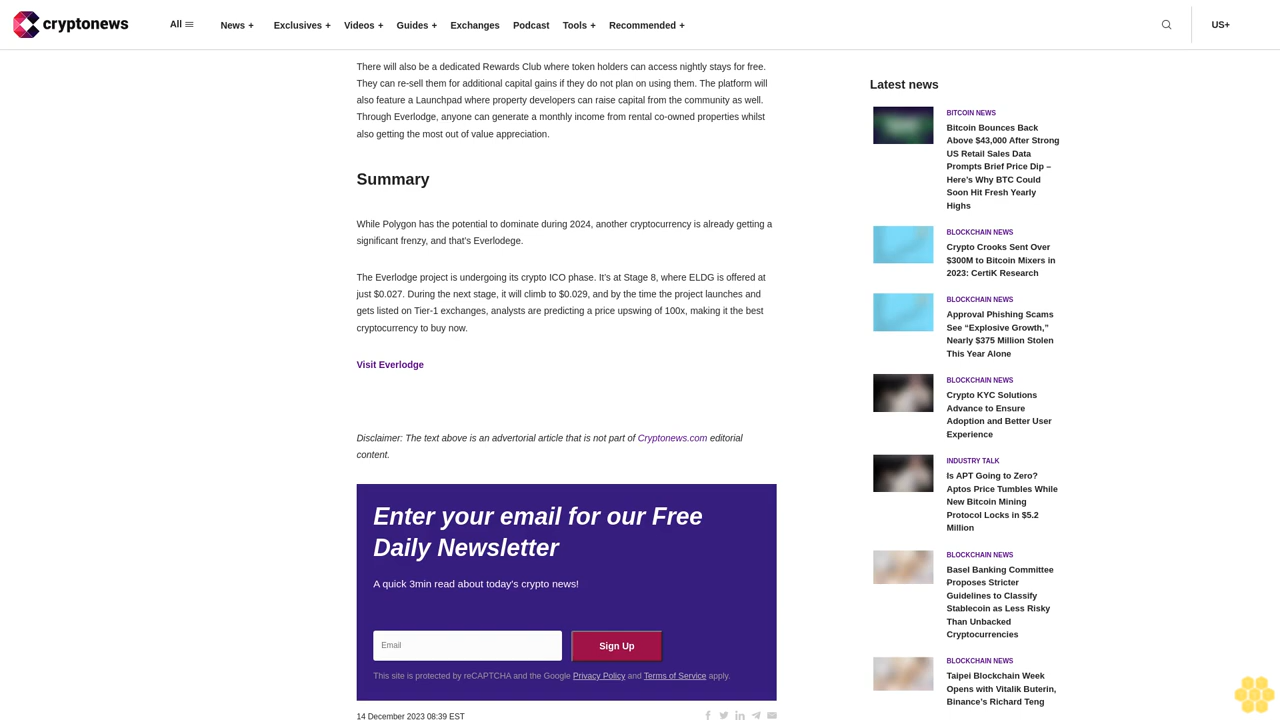 cryptonews
All
News +
Exclusives +
Videos +
Guides +
Exchanges
Podcast
Tools +
Recommended +
US+
There will also be a dedicated Rewards Club where token holders can access nightly stays for free.
They can re-sell them for additional capital gains if they do not plan on using them. The platform will
also feature a Launchpad where property developers can raise capital from the community as well.
Through Everlodge, anyone can generate a monthly income from rental co-owned properties whilst
also getting the most out of value appreciation.
Summary
While Polygon has the potential to dominate during 2024, another cryptocurrency is already getting a
significant frenzy, and that's Everlodege.
The Everlodge project is undergoing its crypto ICO phase. It's at Stage 8, where ELDG is offered at
just $0.027. During the next stage, it will climb to $0.029, and by the time the project launches and
gets listed on Tier-1 exchanges, analysts are predicting a price upswing of 100x, making it the best
cryptocurrency to buy now.
Visit Everlodge
Disclaimer: The text above is an advertorial article that is not part of Cryptonews.com editorial
content.
Enter your email for our Free
Daily Newsletter
A quick 3min read about today's crypto news!
Email
Sign Up
This site is protected by reCAPTCHA and the Google Privacy Policy and Terms of Service apply.
14 December 2023 08:39 EST
Latest news
BITCOIN NEWS
Bitcoin Bounces Back
Above $43,000 After Strong
US Retail Sales Data
Prompts Brief Price Dip –
Here's Why BTC Could
Soon Hit Fresh Yearly
Highs
BLOCKCHAIN NEWS
Crypto Crooks Sent Over
$300M to Bitcoin Mixers in
2023: CertiK Research
BLOCKCHAIN NEWS
Approval Phishing Scams
See “Explosive Growth,”
Nearly $375 Million Stolen
This Year Alone
BLOCKCHAIN NEWS
Crypto KYC Solutions
Advance to Ensure
Adoption and Better User
Experience
INDUSTRY TALK
Is APT Going to Zero?
Aptos Price Tumbles While
New Bitcoin Mining
Protocol Locks in $5.2
Million
BLOCKCHAIN NEWS
Basel Banking Committee
Proposes Stricter
Guidelines to Classify
Stablecoin as Less Risky
Than Unbacked
Cryptocurrencies
BLOCKCHAIN NEWS
Taipei Blockchain Week
Opens with Vitalik Buterin,
Binance's Richard Teng